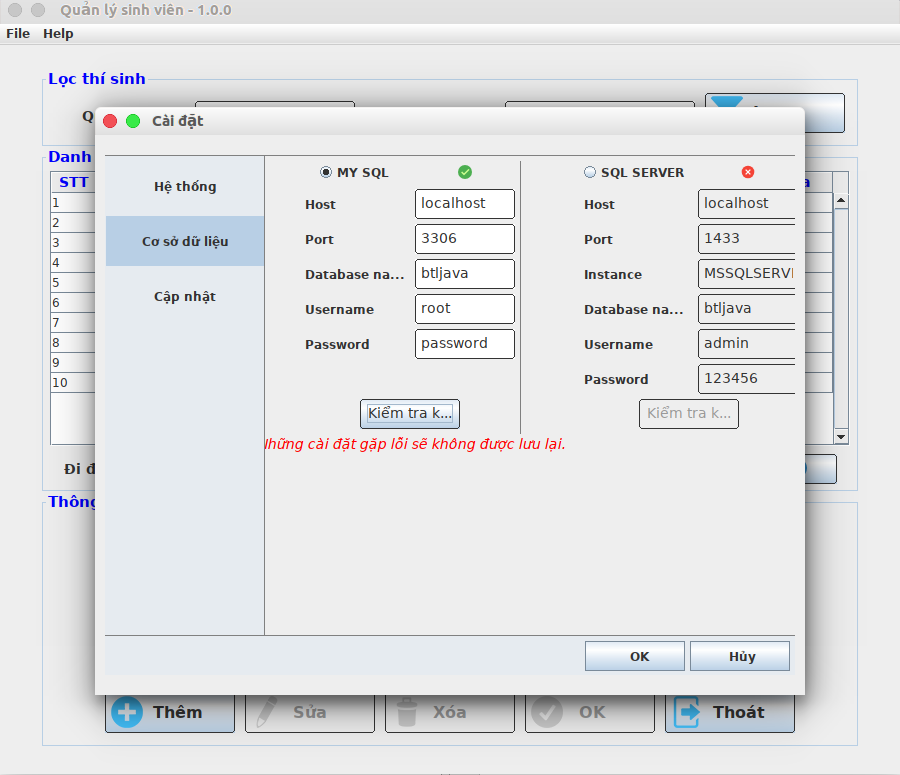 Quản lý sinh viên - 1.0.0
File Help
Lọc thí sinh
Cài đặt
Danh
STT
1
2
3
4
5
6
7
8
9
10
Đi đ
Thông
Hệ thống
Cơ sở dữ liệu
Cập nhật
MY SQL
Host localhost
Port 3306
Database na... btljava
Username root
Password password
Kiểm tra k...
SQL SERVER
Host localhost
Port 1433
Instance MSSQLSERVE
Database na... btljava
Username admin
Password 123456
Kiểm tra k...
hững cài đặt gặp lỗi sẽ không được lưu lại.
OK Hủy
Thêm Sửa Xóa OK Thoát